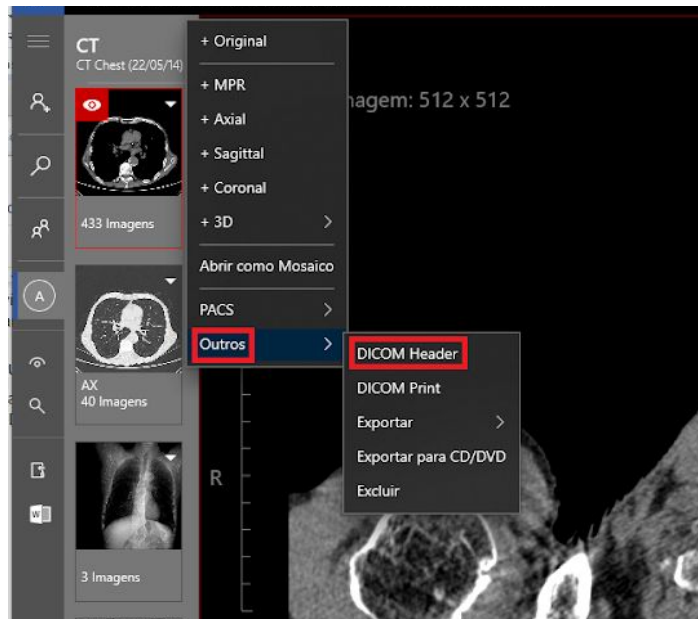 CT
CT Chest (22/05/14)
433 Imagens
AX
40 Imagens
3 Imagens
A
W
+ Original
+ MPR
+ Axial
+ Sagittal
+ Coronal
+ 3D
Abrir como Mosaico
PACS
Outros
DICOM Header
DICOM Print
Exportar
Exportar para CD/DVD
Excluir
nagem: 512 x 512
R